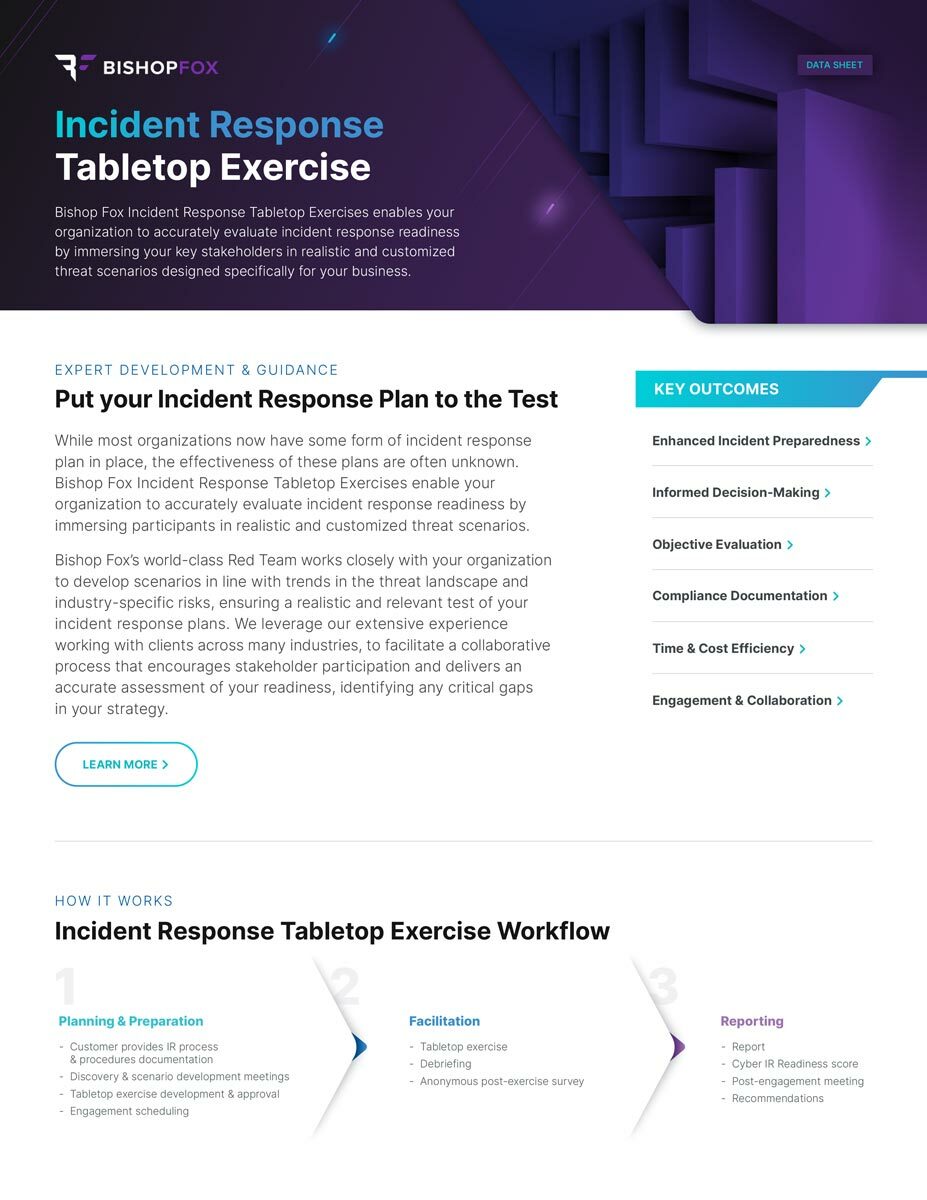 BISHOPFOX
DATA SHEET
Incident Response
Tabletop Exercise
Bishop Fox Incident Response Tabletop Exercises enables your
organization to accurately evaluate incident response readiness
by immersing your key stakeholders in realistic and customized
threat scenarios designed specifically for your business.
EXPERT DEVELOPMENT & GUIDANCE
Put your Incident Response Plan to the Test
While most organizations now have some form of incident response
plan in place, the effectiveness of these plans are often unknown.
Bishop Fox Incident Response Tabletop Exercises enable your
organization to accurately evaluate incident response readiness by
immersing participants in realistic and customized threat scenarios.
Bishop Fox's world-class Red Team works closely with your organization
to develop scenarios in line with trends in the threat landscape and
industry-specific risks, ensuring a realistic and relevant test of your
incident response plans. We leverage our extensive experience
working with clients across many industries, to facilitate a collaborative
process that encourages stakeholder participation and delivers an
accurate assessment of your readiness, identifying any critical gaps
in your strategy.
LEARN MORE >
KEY OUTCOMES
Enhanced Incident Preparedness >
Informed Decision-Making >
Objective Evaluation >
Compliance Documentation >
Time & Cost Efficiency >
Engagement & Collaboration >
HOW IT WORKS
Incident Response Tabletop Exercise Workflow
1
Planning & Preparation
- Customer provides IR process
& procedures documentation
- Discovery & scenario development meetings
- Tabletop exercise development & approval
- Engagement scheduling
2
Facilitation
- Tabletop exercise
- Debriefing
- Anonymous post-exercise survey
3
Reporting
- Report
- Cyber IR Readiness score
- Post-engagement meeting
- Recommendations